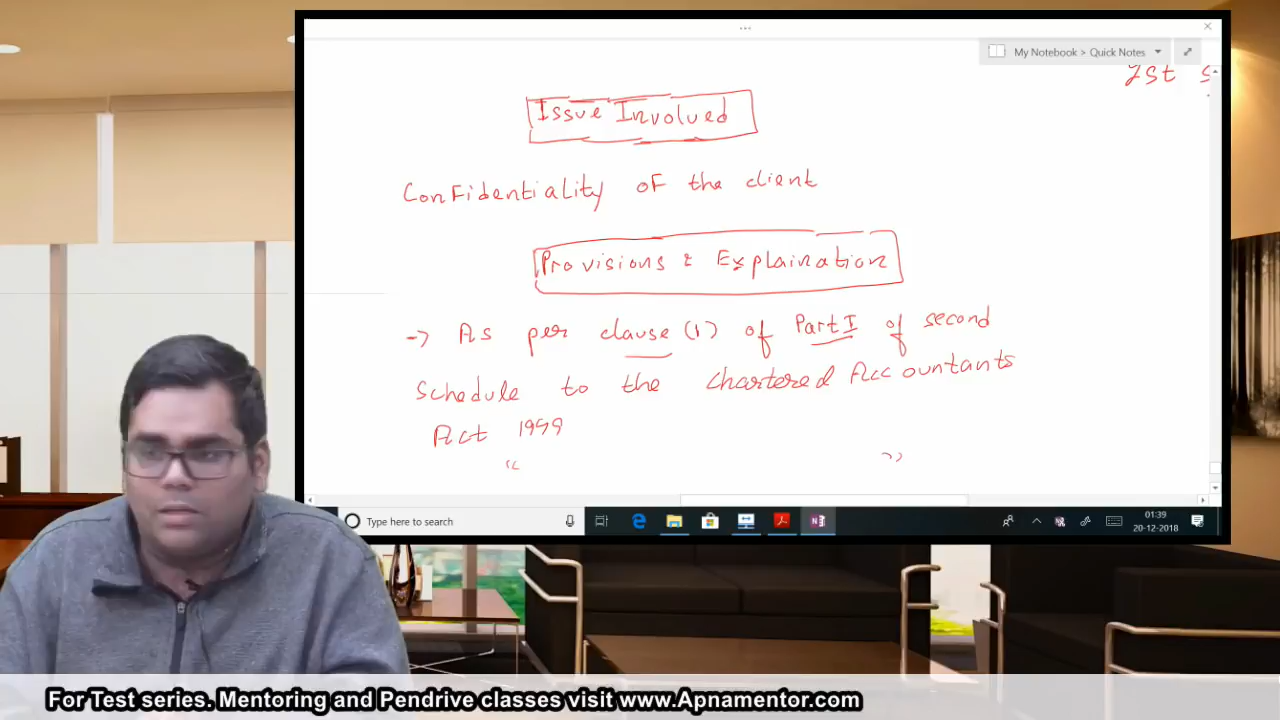 My Notebook > Quick Notes
Ist
Issue Involved
Confidentiality of the client
Provisions & Explaination
→ As per clause (1) of Part I of second
Schedule to the Chartered Accountants
Act 1999
“ ”
Type here to search
01:39
20-12-2018
For Test series. Mentoring and Pendrive classes visit www.Apnamentor.com